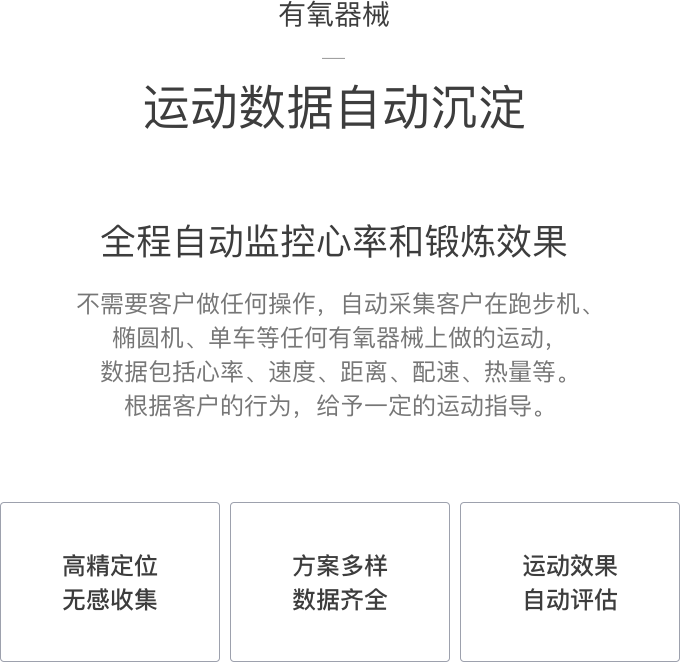 有氧器械
运动数据自动沉淀
全程自动监控心率和锻炼效果
不需要客户做任何操作，自动采集客户在跑步机、
椭圆机、单车等任何有氧器械上做的运动，
数据包括心率、速度、距离、配速、热量等。
根据客户的行为，给予一定的运动指导。
高精定位
无感收集
方案多样
数据齐全
运动效果
自动评估